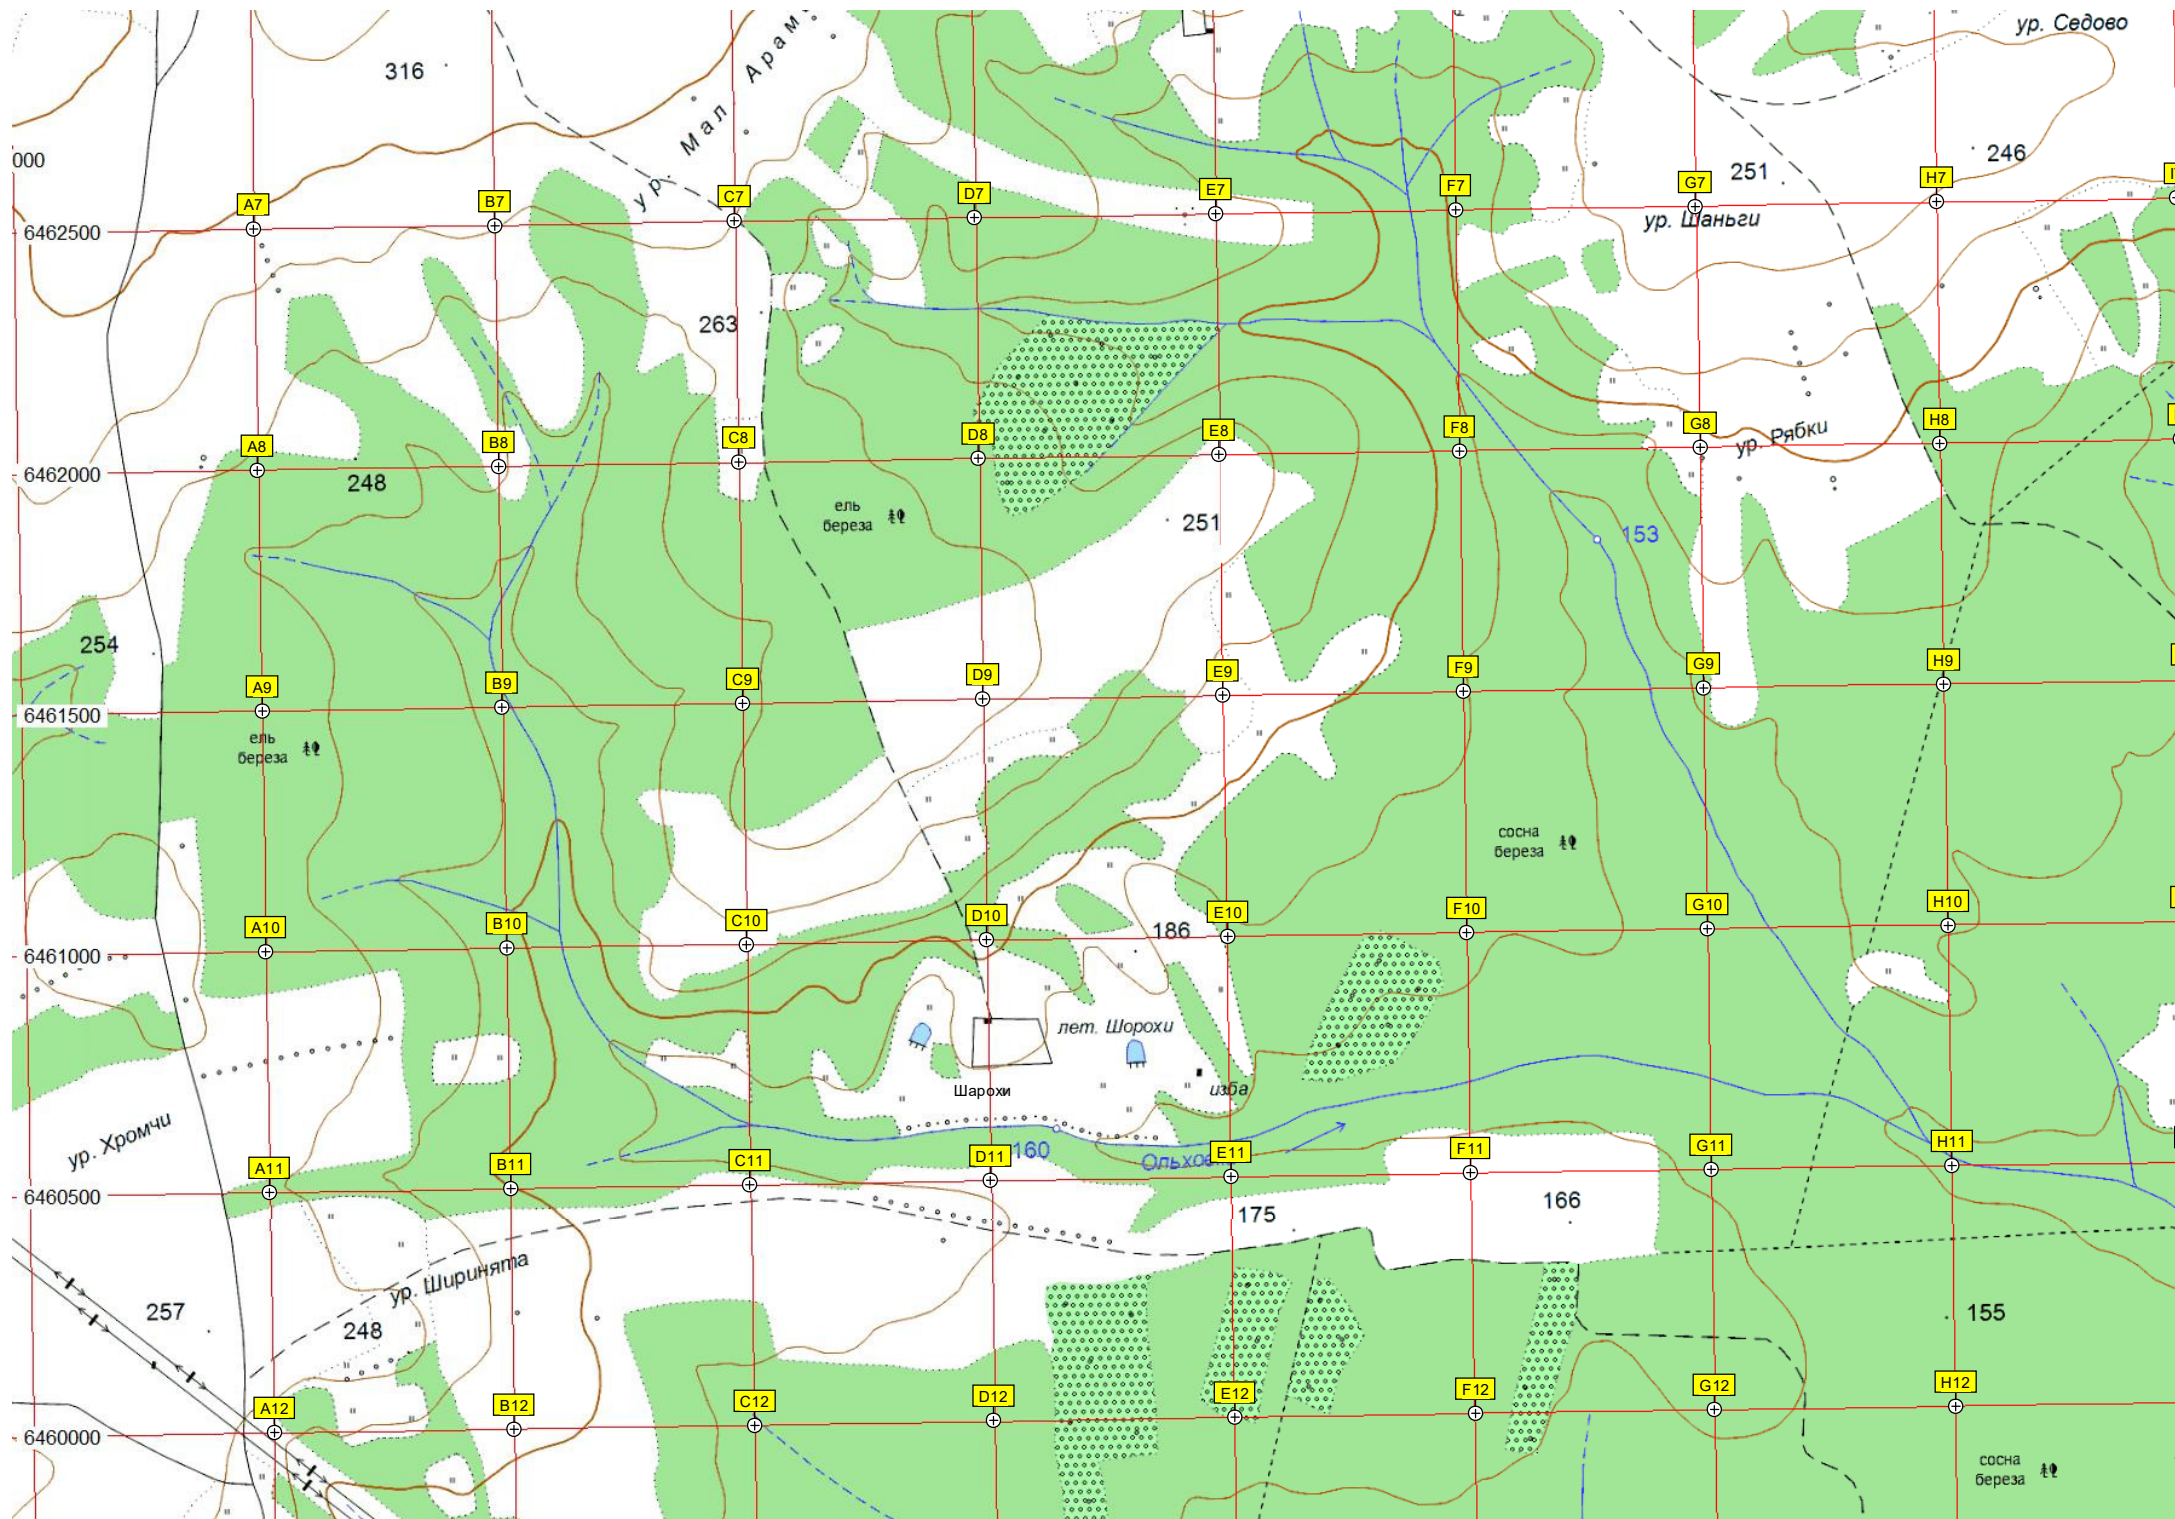 ур. Седово
316
ур. Мал Арам
000
251
246
A7
B7
C7
D7
E7
F7
G7
H7
ур. Шаньги
6462500
263
A8
B8
C8
D8
E8
F8
G8
H8
ур. Рябки
6462000
248
ель
береза
251
153
254
A9
B9
C9
D9
E9
F9
G9
H9
6461500
ель
береза
сосна
береза
A10
B10
C10
D10
E10
F10
G10
H10
186
6461000
лет. Шорохи
Шарохи
изба
ур. Хромчи
160
Ольхов
A11
B11
C11
D11
E11
F11
G11
H11
6460500
175
166
ур. Ширинята
257
248
155
A12
B12
C12
D12
E12
F12
G12
H12
6460000
сосна
береза